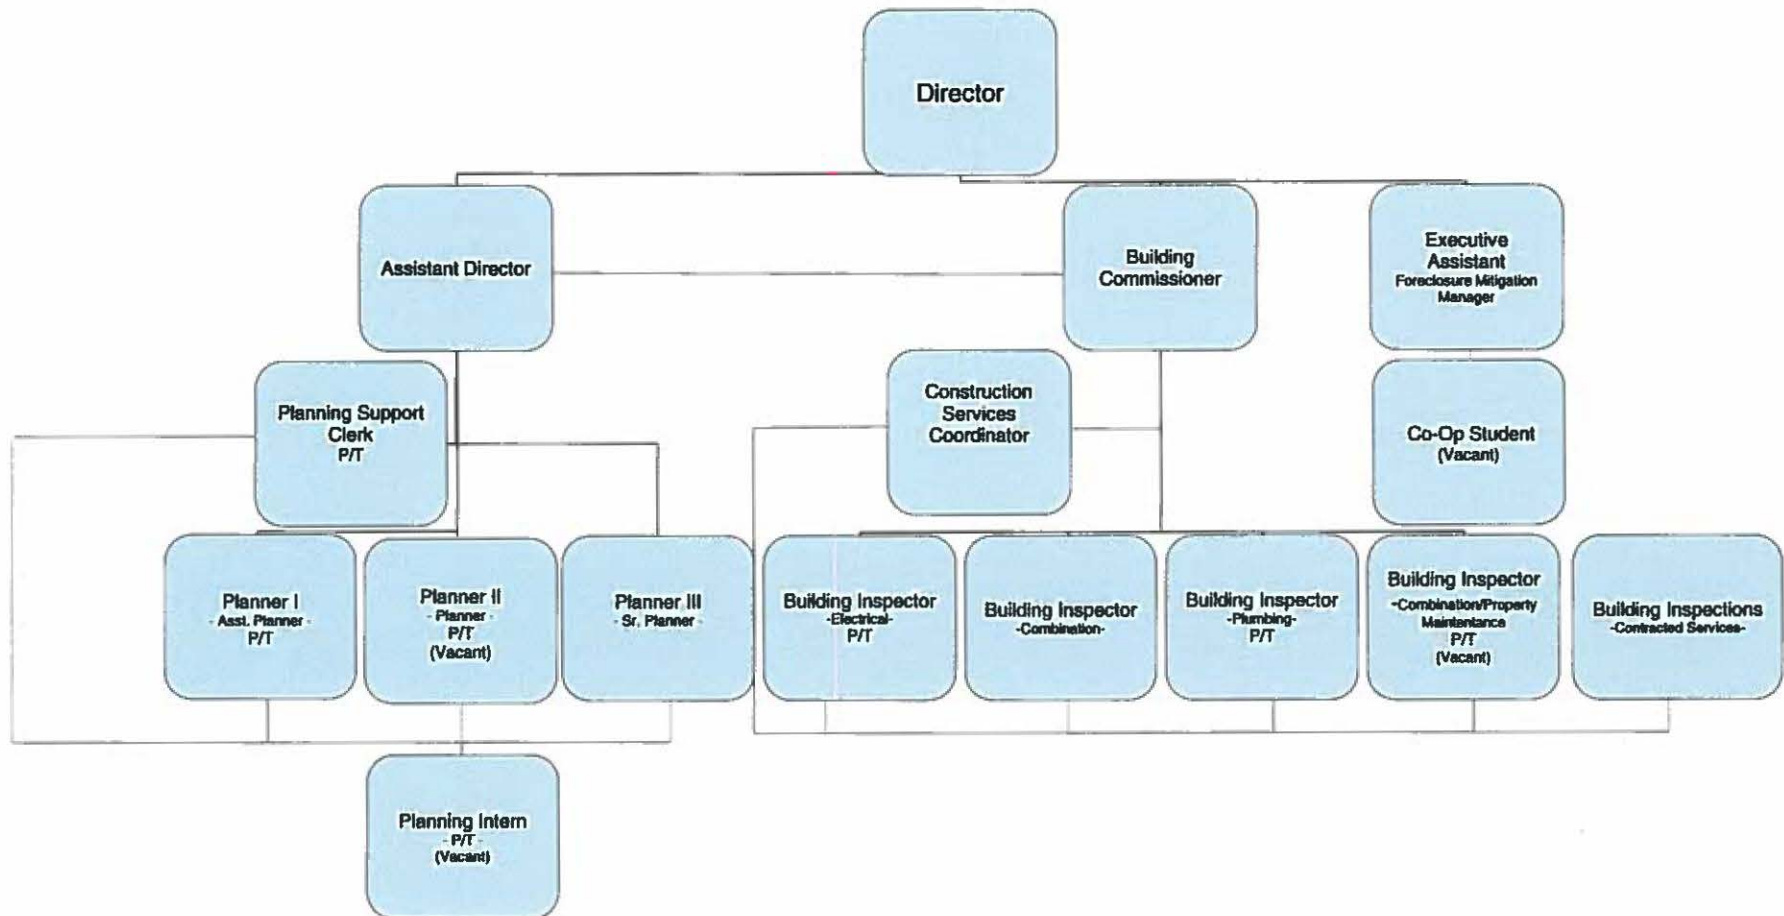 Director
Assistant Director
Building
Commissioner
Executive
Assistant
Foreclosure Mitigation
Manager
Planning Support
Clerk
P/T
Construction
Services
Coordinator
Co-Op Student
(Vacant)
Planner I
- Asst. Planner -
P/T
Planner II
- Planner -
P/T
(Vacant)
Planner III
- Sr. Planner -
Building Inspector
-Electrical-
P/T
Building Inspector
-Combination-
Building Inspector
-Plumbing-
P/T
Building Inspector
-Combination/Property
Maintentance
P/T
(Vacant)
Building Inspections
-Contracted Services-
Planning Intern
- P/T -
(Vacant)